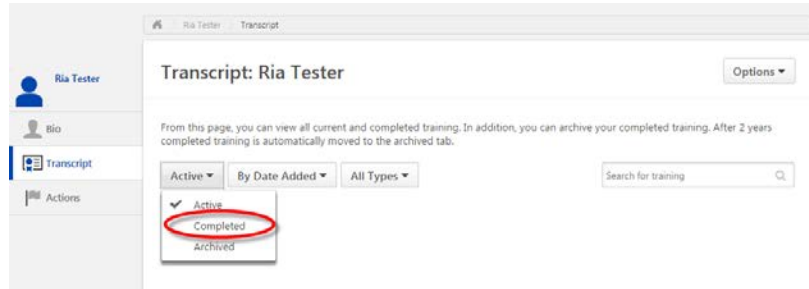 Ria Tester Transcript
Ria Tester
Bio
Transcript
Actions
Transcript: Ria Tester
Options
From this page, you can view all current and completed training. In addition, you can archive your completed training. After 2 years
completed training is automatically moved to the archived tab.
Active By Date Added All Types Search for training
Active
Completed
Archived